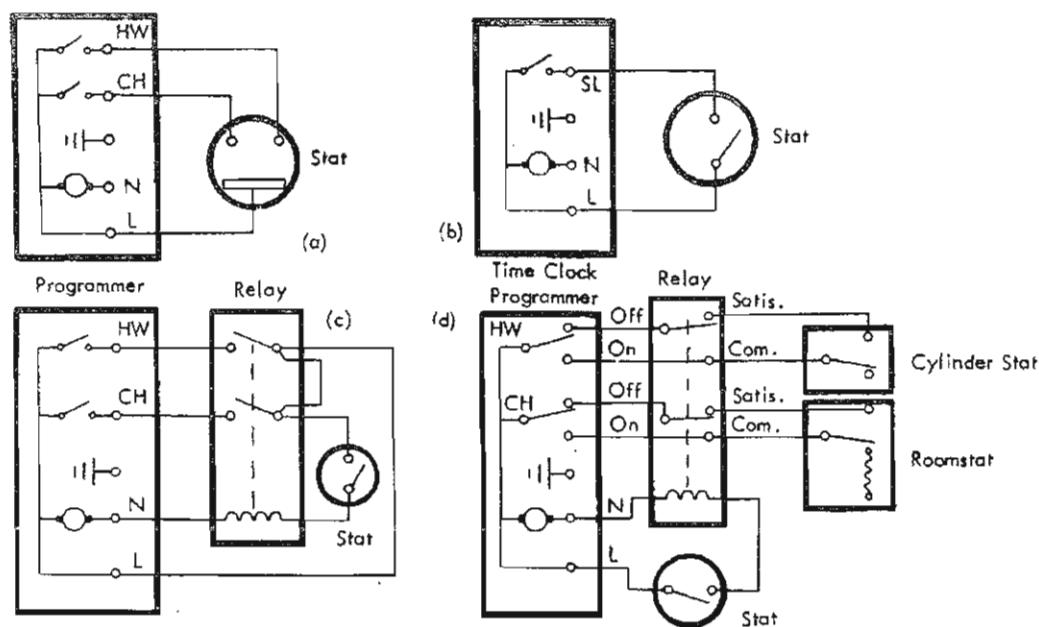 HW
CH
N
L
Stat
(a)
Programmer
SL
N
L
Stat
(b)
Time Clock
Relay
(c)
HW
CH
N
L
Stat
(d)
Programmer
Relay
HW
Off
On
CH
Off
On
N
L
Satis.
Com.
Satis.
Com.
Cylinder Stat
Roomstat
Stat